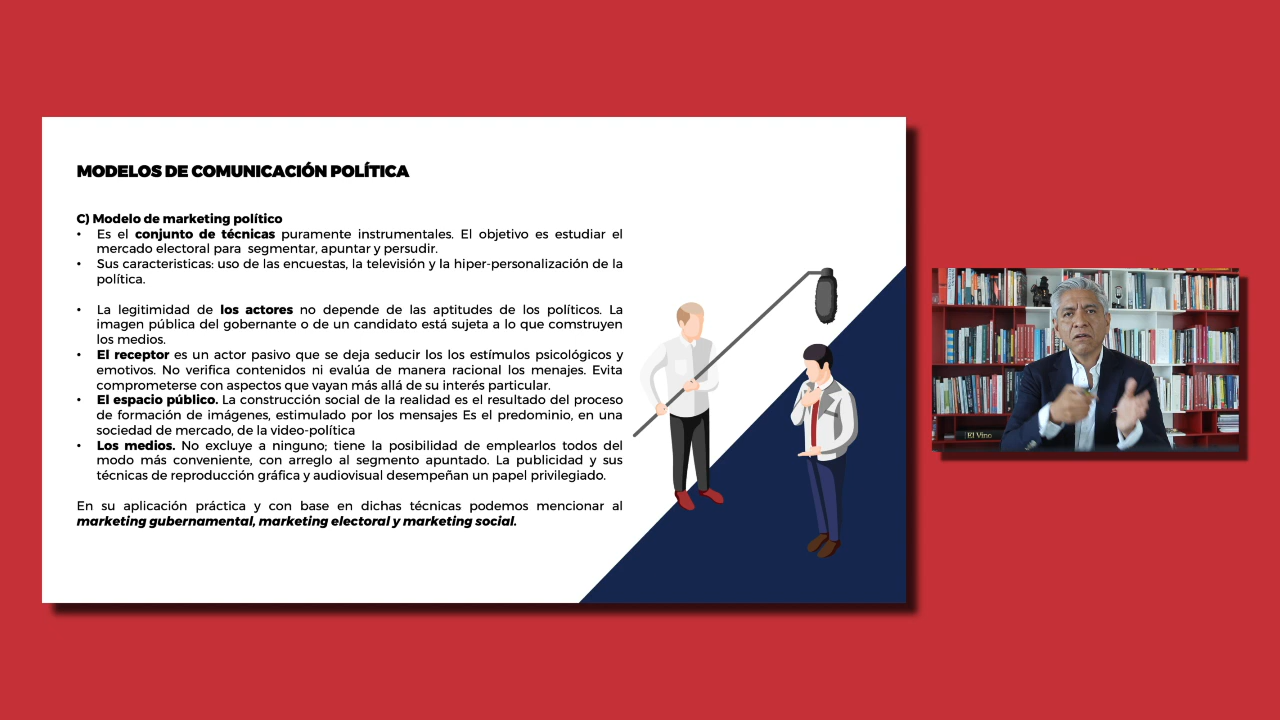 MODELOS DE COMUNICACIÓN POLÍTICA
C) Modelo de marketing político
• Es el conjunto de técnicas puramente instrumentales. El objetivo es estudiar el
mercado electoral para segmentar, apuntar y persudir.
• Sus caracteristicas: uso de las encuestas, la televisión y la hiper-personalización de la
política.
• La legitimidad de los actores no depende de las aptitudes de los políticos. La
imagen pública del gobernante o de un candidato está sujeta a lo que comstruyen
los medios.
• El receptor es un actor pasivo que se deja seducir los los estímulos psicológicos y
emotivos. No verifica contenidos ni evalúa de manera racional los menajes. Evita
comprometerse con aspectos que vayan más allá de su interés particular.
• El espacio público. La construcción social de la realidad es el resultado del proceso
de formación de imágenes, estimulado por los mensajes Es el predominio, en una
sociedad de mercado, de la video-política
• Los medios. No excluye a ninguno; tiene la posibilidad de emplearlos todos del
modo más conveniente, con arreglo al segmento apuntado. La publicidad y sus
técnicas de reproducción gráfica y audiovisual desempeñan un papel privilegiado.
En su aplicación práctica y con base en dichas técnicas podemos mencionar al
marketing gubernamental, marketing electoral y marketing social.
El Vino